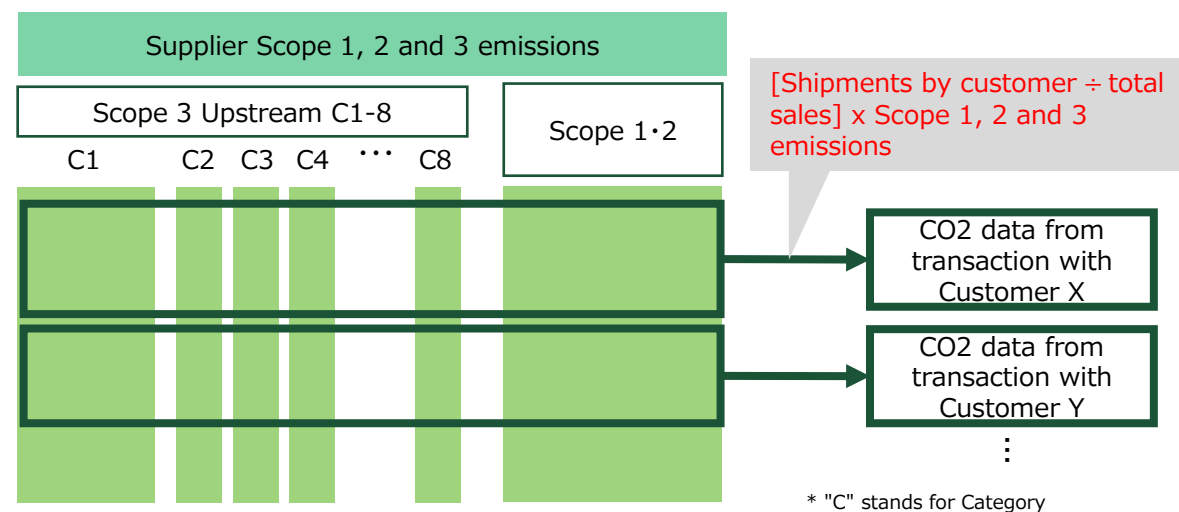 Supplier Scope 1, 2 and 3 emissions
[Shipments by customer ÷ total
sales] x Scope 1, 2 and 3
emissions
Scope 3 Upstream C1-8
Scope 1・2
C1 C2 C3 C4 ・・・ C8
CO2 data from
transaction with
Customer X
CO2 data from
transaction with
Customer Y
⋮
* "C" stands for Category